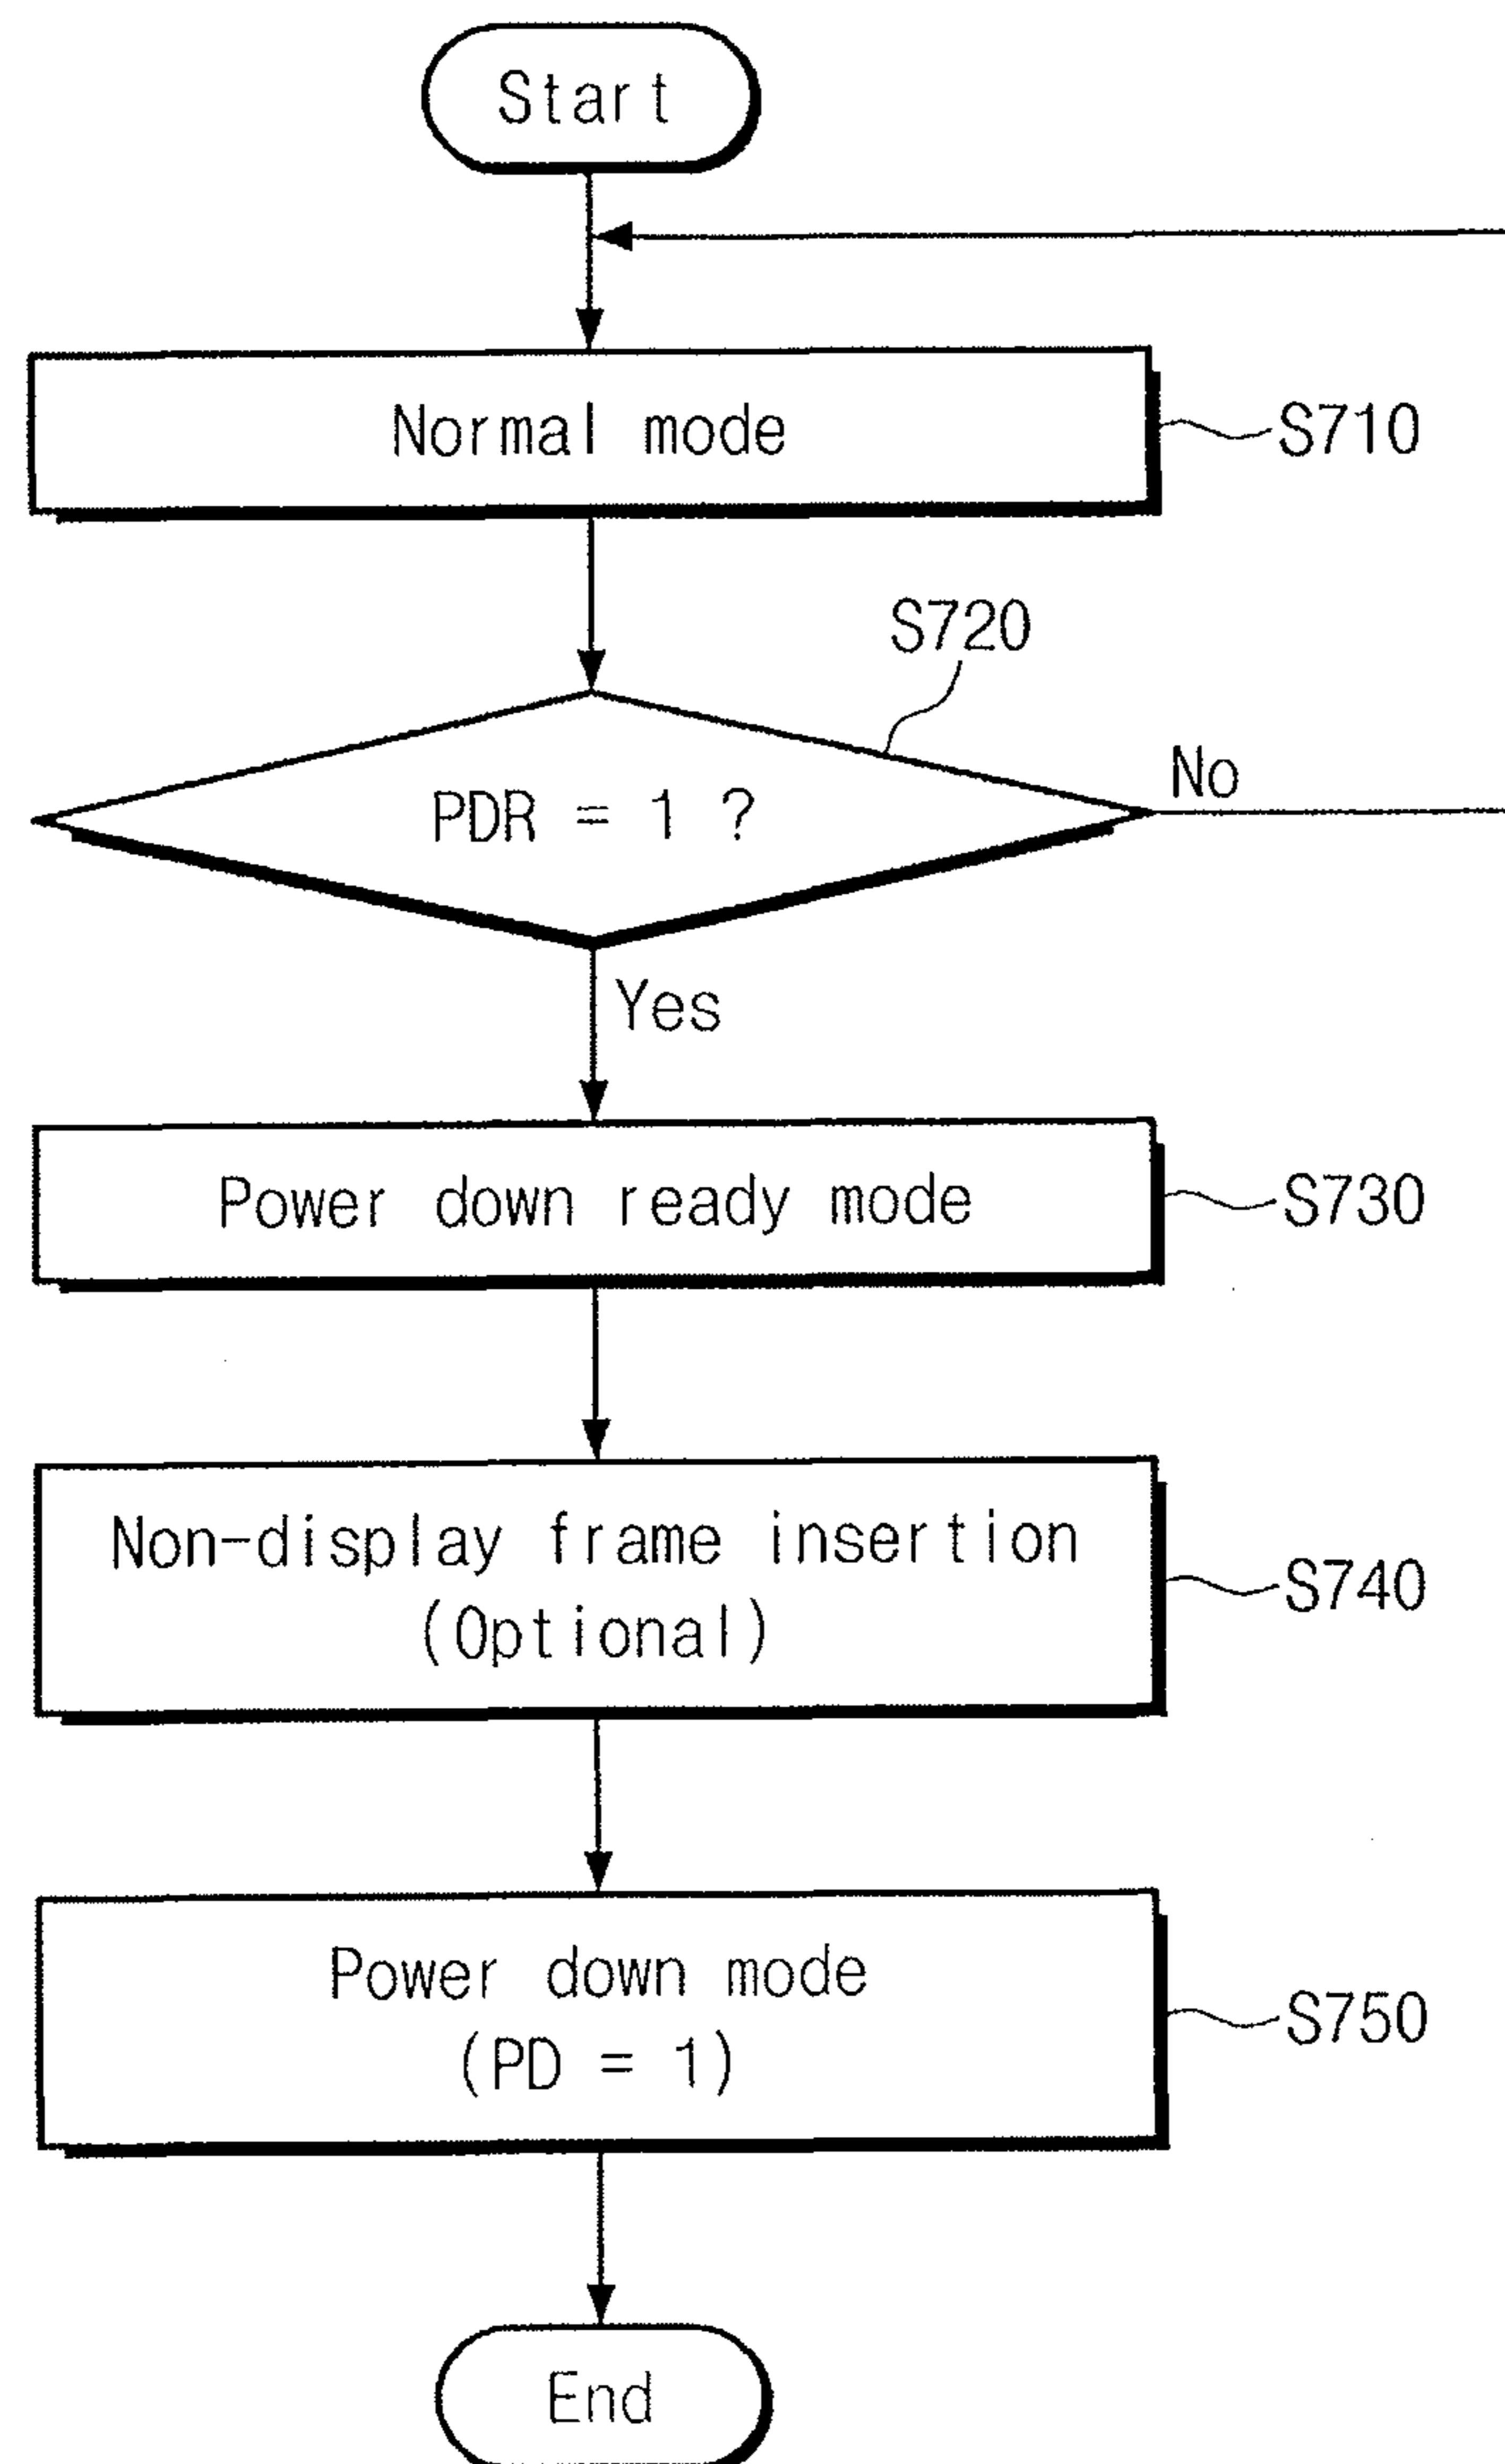 Start
Normal mode
S710
S720
PDR = 1 ?
No
Yes
Power down ready mode
S730
Non-display frame insertion
(Optional)
S740
Power down mode
(PD = 1)
S750
End